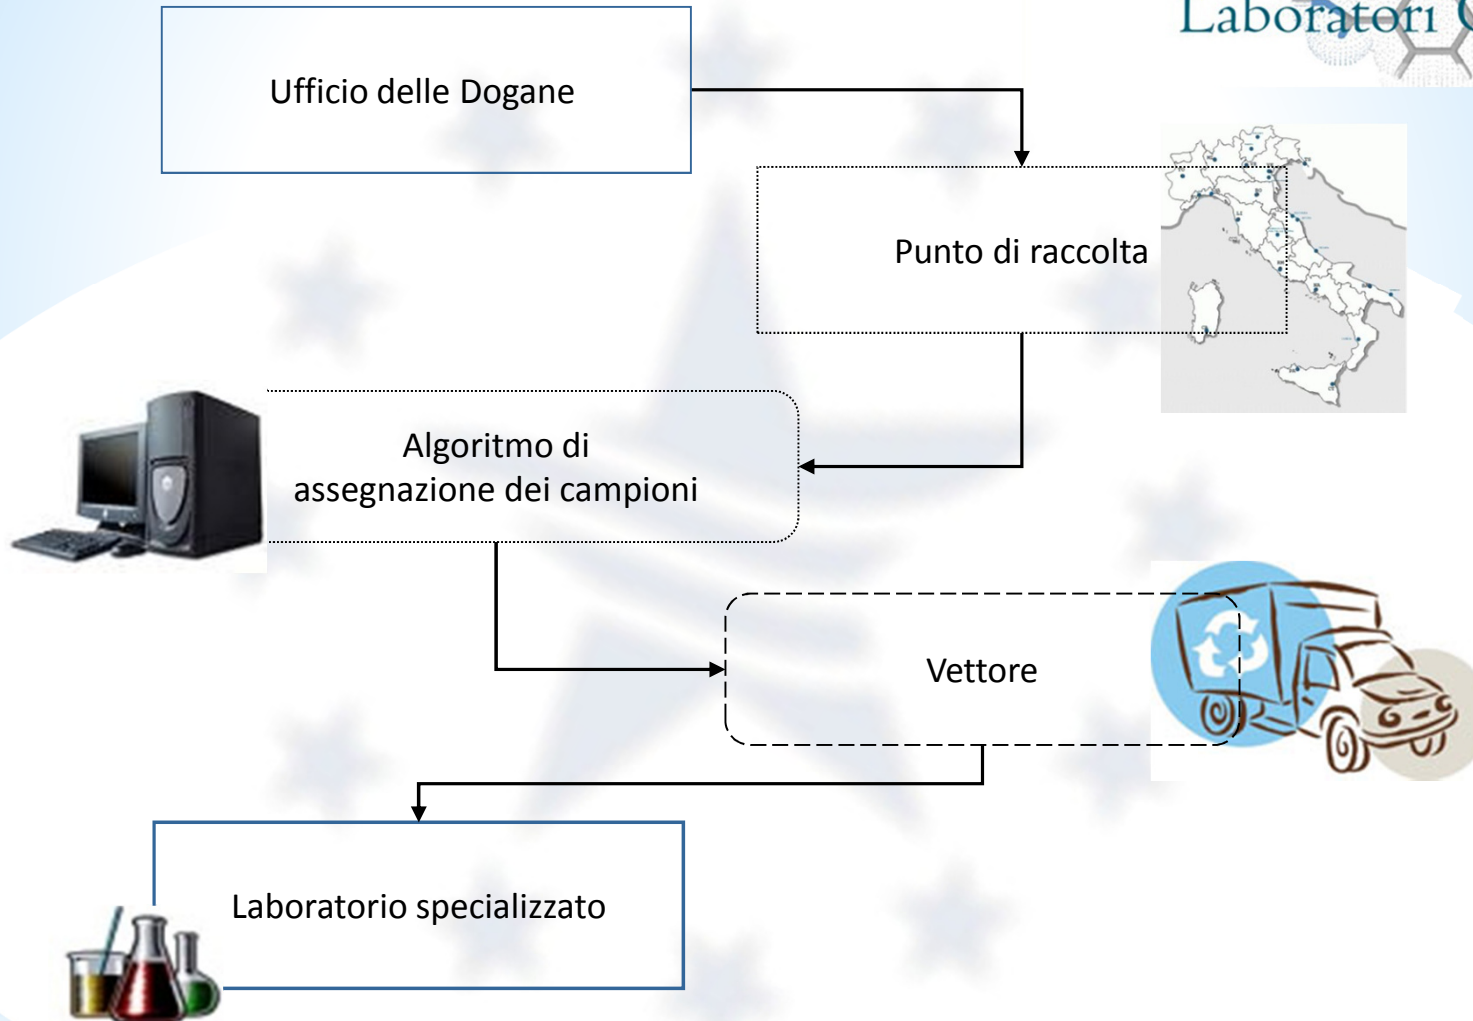 Laboratori
Ufficio delle Dogane
Punto di raccolta
Algoritmo di
assegnazione dei campioni
Vettore
Laboratorio specializzato